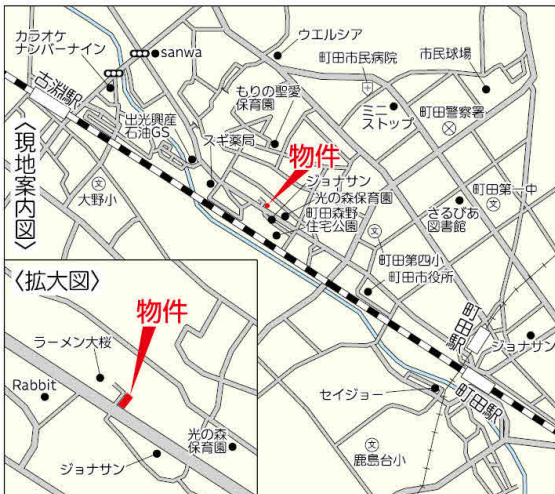 カラオケ
ナンバーナイン
sanwa
ウエルシア
町田市民病院
市民球場
古淵駅
もりの聖愛
保育園
ミニ
ストップ
町田警察署
出光興産
石油GS
スギ薬局
〈現地案内図〉
物件
ジョナサン
光の森保育園
町田森野
住宅公園
文
大野小
文
町田第一中
さるびあ
図書館
文
町田第四小
町田市役所
町田駅
ジョナサン
町田駅
セイジョー
文
鹿島台小
〈拡大図〉
物件
ラーメン大桜
Rabbit
光の森
保育園
ジョナサン